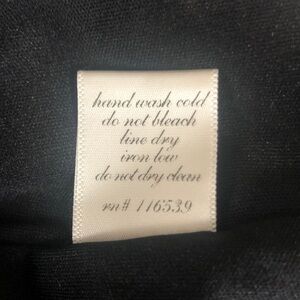 hand wash cold
do not bleach
line dry
iron low
do not dry clean
rn# 116539